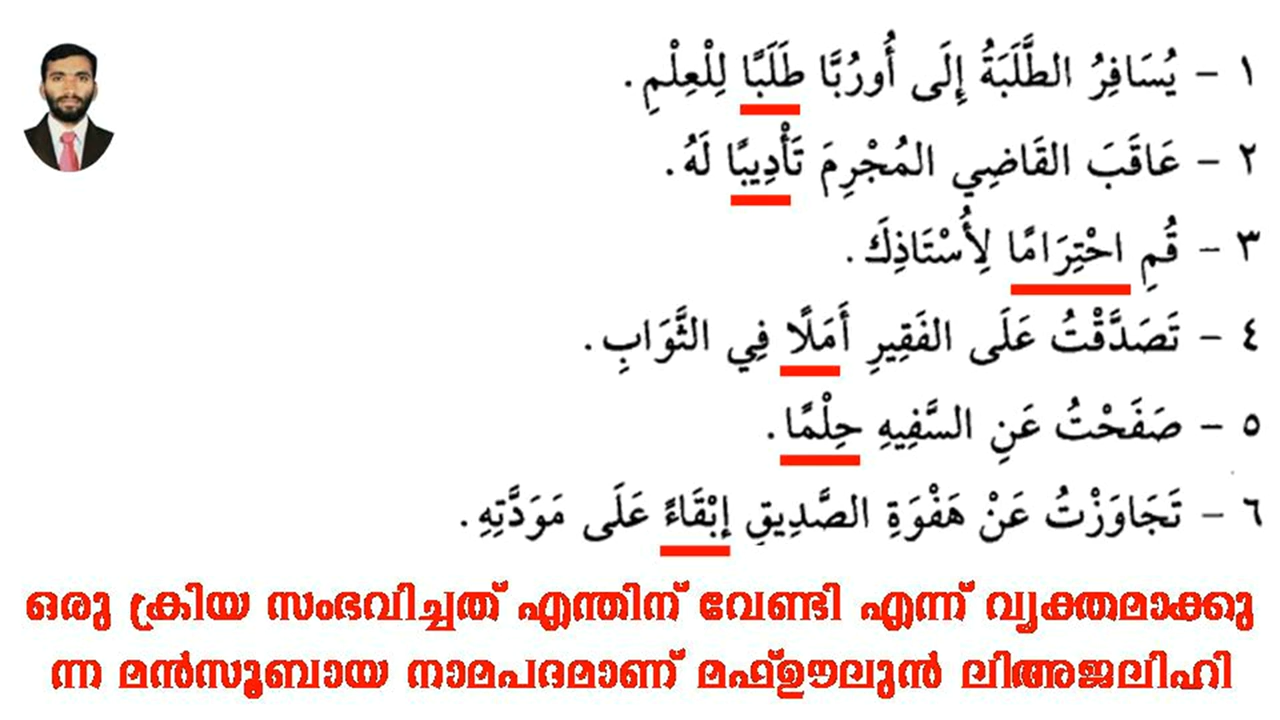 ١ – يُسَافِرُ الطَّلَبَةُ إِلَى أُورُبَّا طَلَبًا لِلْعِلْمِ.
٢ – عَاقَبَ القَاضِي المُجْرِمَ تَأْدِيبًا لَهُ.
٣ – قُمِ احْتِرَامًا لِأُسْتَاذِكَ.
٤ – تَصَدَّقْتُ عَلَى الفَقِيرِ أَمَلًا فِي الثَّوَابِ.
٥ – صَفَحْتُ عَنِ السَّفِيهِ حِلْمًا.
٦ – تَجَاوَزْتُ عَنْ هَفْوَةِ الصَّدِيقِ إِبْقَاءً عَلَى مَوَدَّتِهِ.
ഒരു ക്രിയ സംഭവിച്ചത് എന്തിന് വേണ്ടി എന്ന് വ്യക്തമാക്കു
ന്ന മൻസൂബായ നാമപദമാണ് മഫ്ഊലുൻ ലിഅജലിഹി